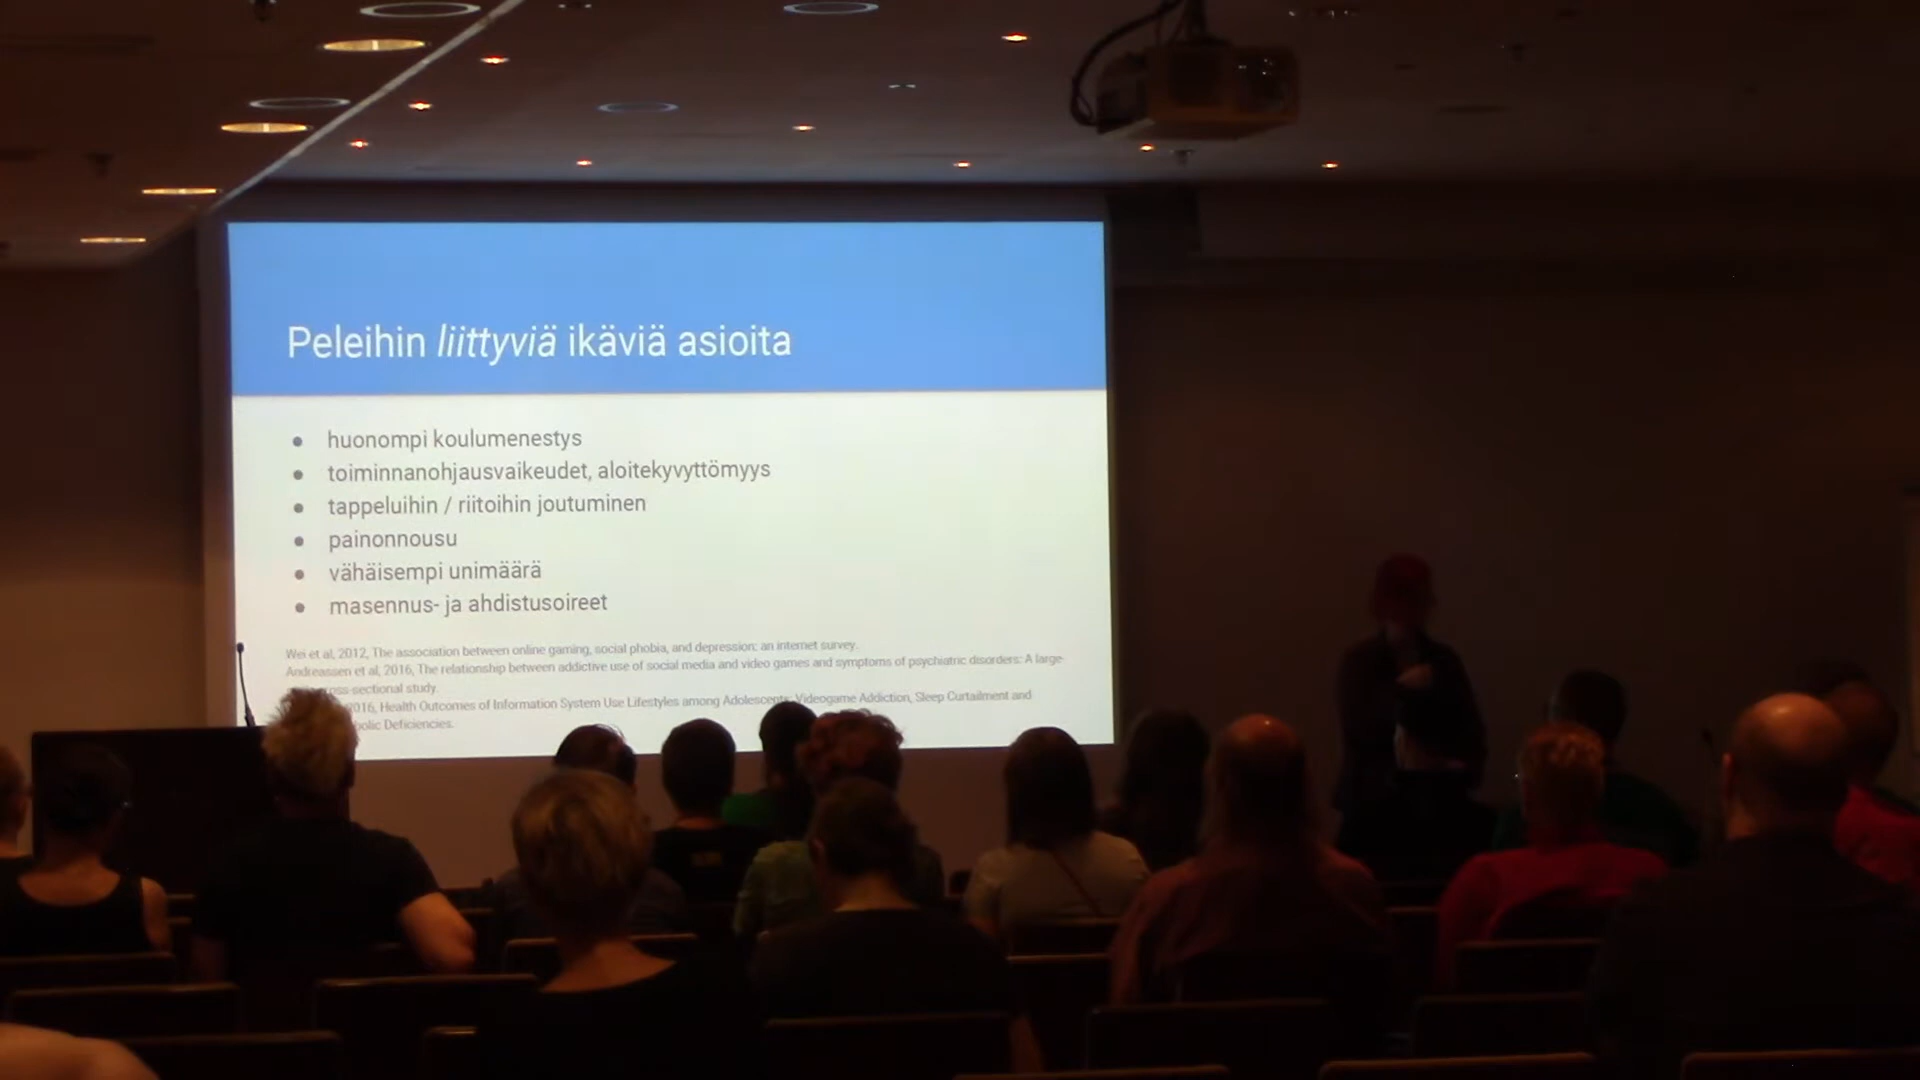 Peleihin liittyviä ikäviä asioita
huonompi koulumenestys
toiminnanohjausvaikeudet, aloitekyvyttömyys
tappeluihin / riitoihin joutuminen
painonnousu
vähäisempi unimäärä
masennus- ja ahdistusoireet
Wei et al, 2012, The association between online gaming, social phobia, and depression: an internet survey.
Andreassen et al, 2016, The relationship between addictive use of social media and video games and symptoms of psychiatric disorders: A large-
cross-sectional study.
2016, Health Outcomes of Information System Use Lifestyles among Adolescents: Videogame Addiction, Sleep Curtailment and
Deficiencies.